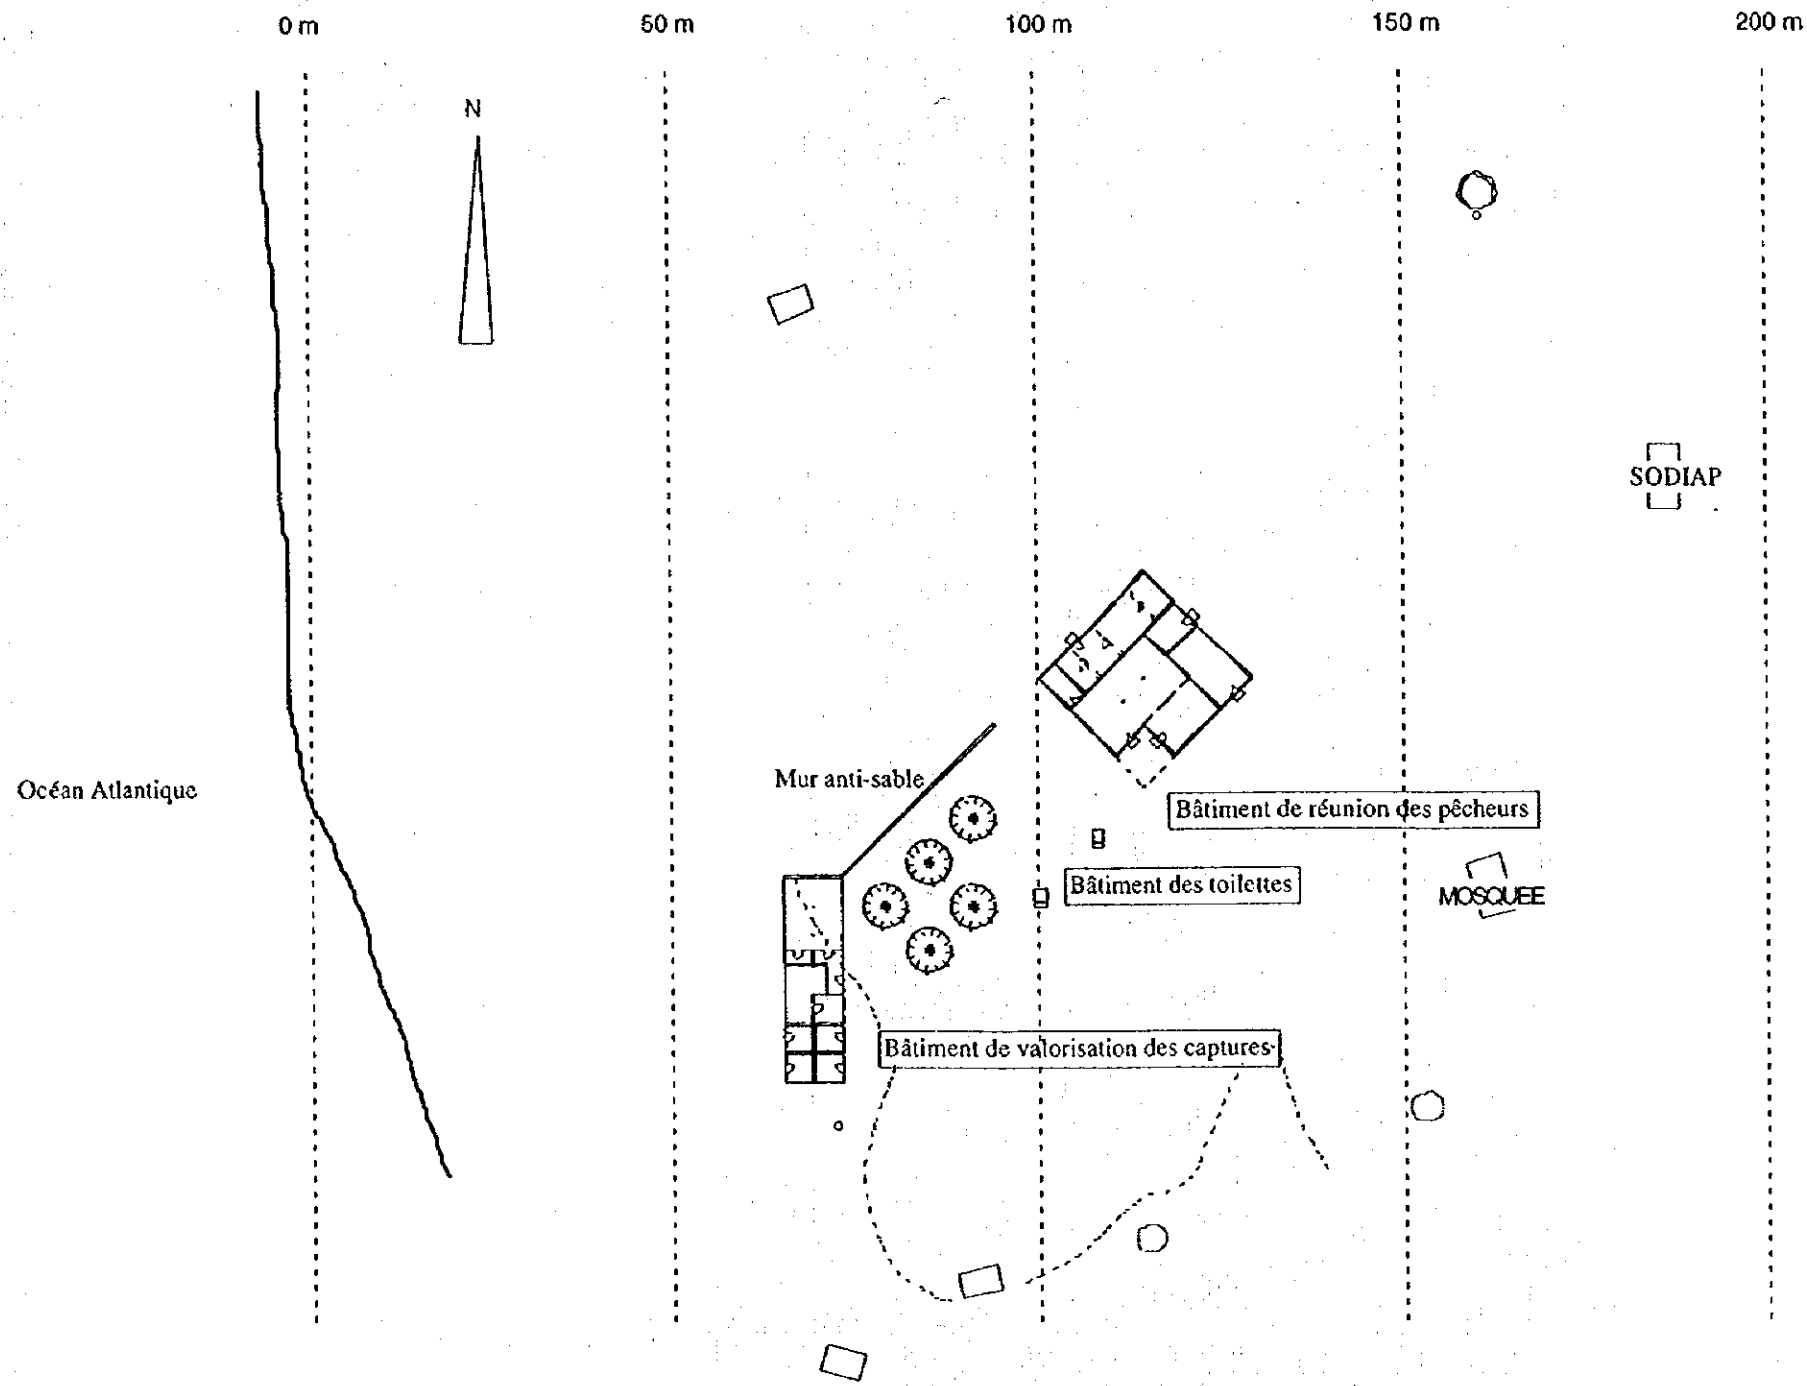 0 m
50 m
100 m
150 m
200 m
N
SODIAP
Mur anti-sable
Océan Atlantique
Bâtiment de réunion des pêcheurs
Bâtiment des toilettes
MOSQUEE
Bâtiment de valorisation des captures